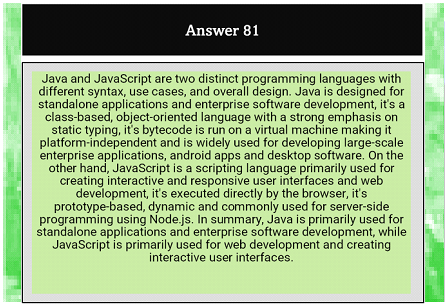 Answer 81
Java and JavaScript are two distinct programming languages with
different syntax, use cases, and overall design. Java is designed for
standalone applications and enterprise software development, it's a
class-based, object-oriented language with a strong emphasis on
static typing, it's bytecode is run on a virtual machine making it
platform-independent and is widely used for developing large-scale
enterprise applications, android apps and desktop software. On the
other hand, JavaScript is a scripting language primarily used for
creating interactive and responsive user interfaces and web
development, it's executed directly by the browser, it's
prototype-based, dynamic and commonly used for server-side
programming using Node.js. In summary, Java is primarily used for
standalone applications and enterprise software development, while
JavaScript is primarily used for web development and creating
interactive user interfaces.